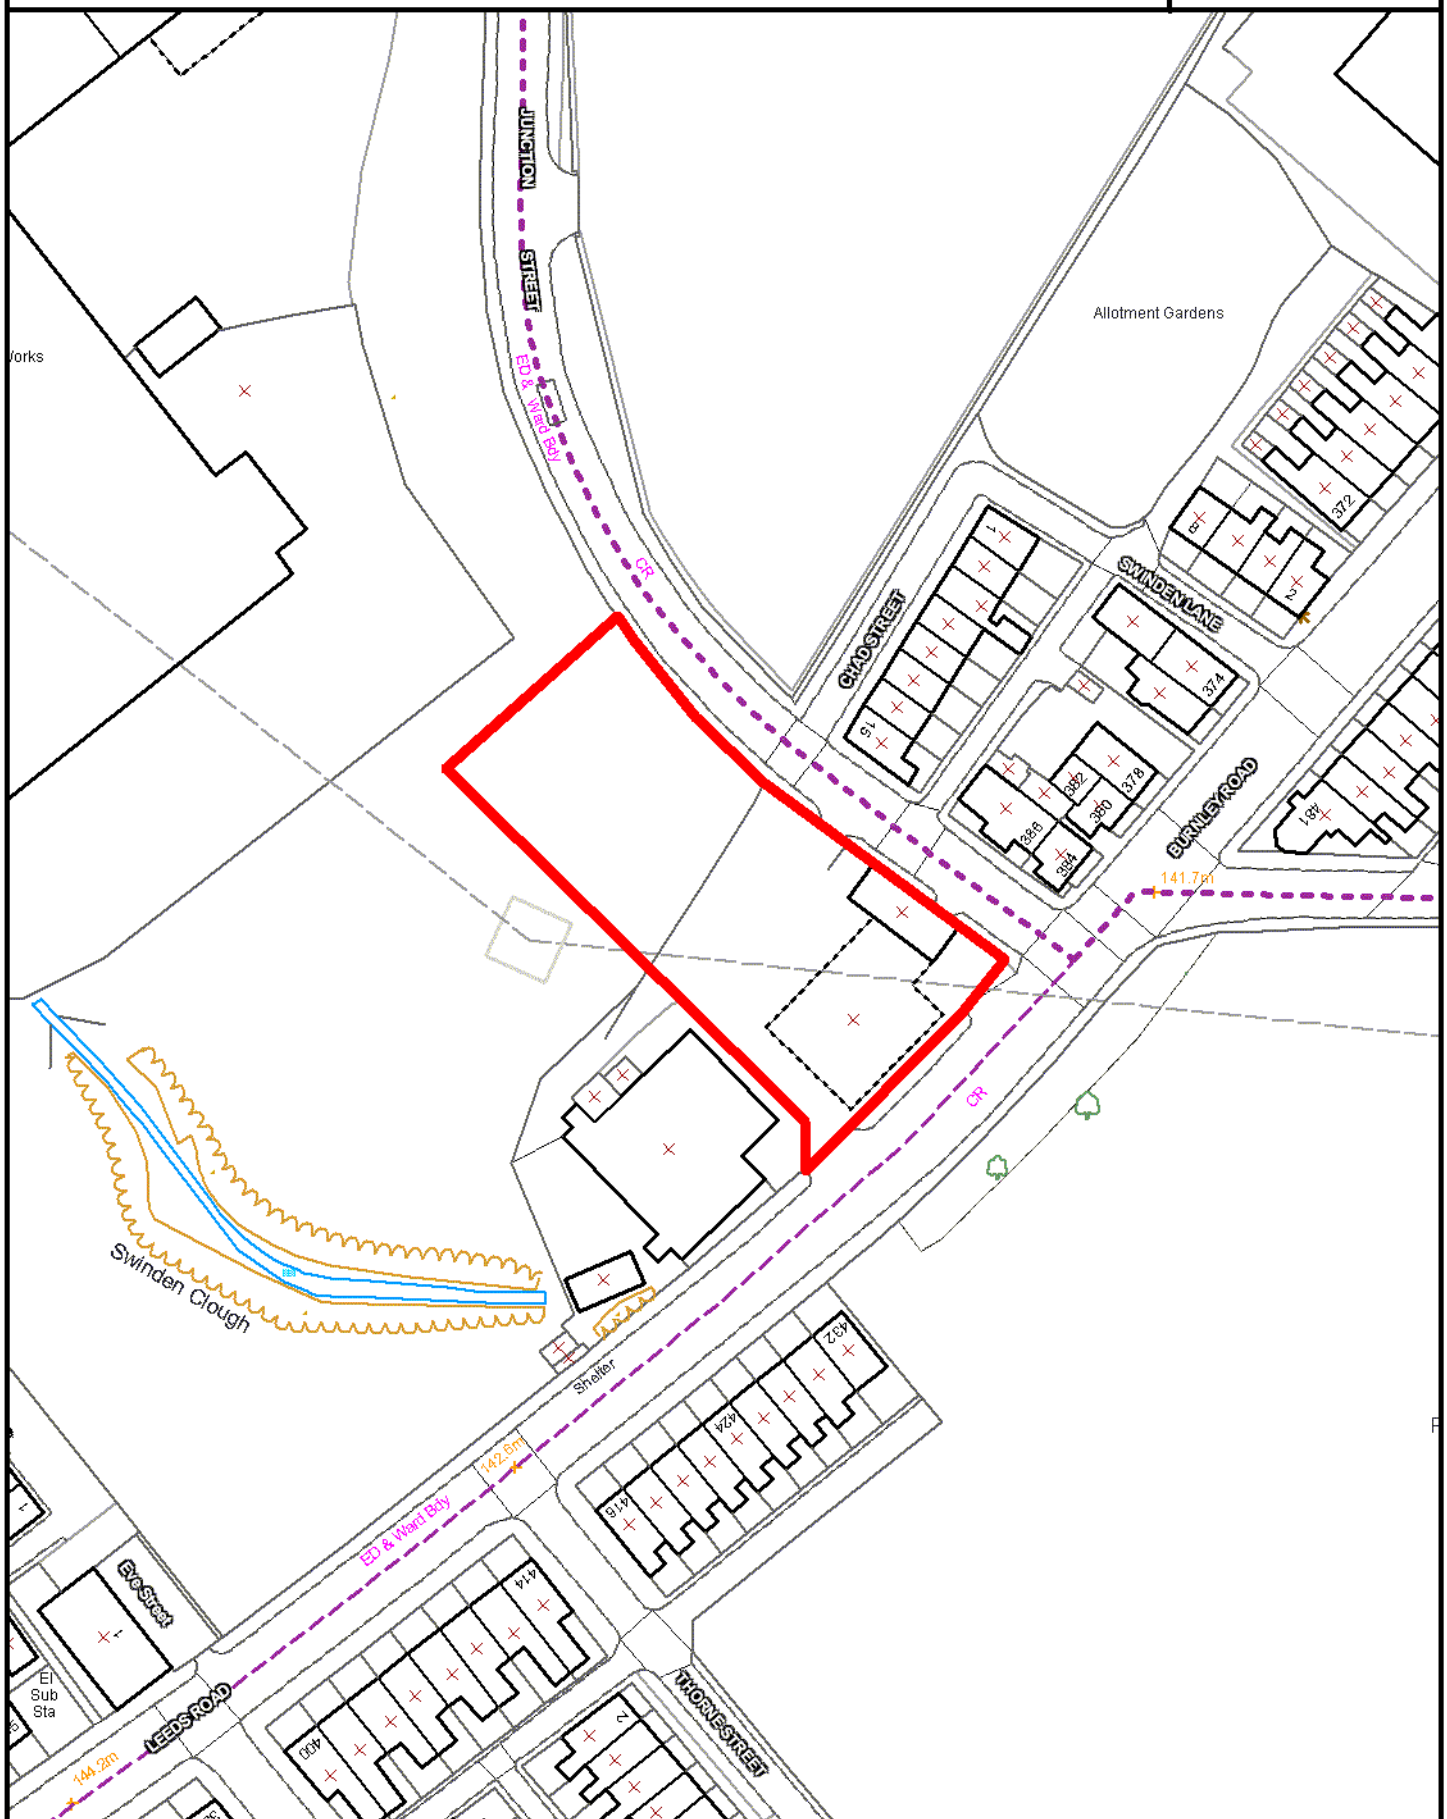 JUNCTION
STREET
ED &
Ward Bdy
Allotment Gardens
CR
372
8
2
SWINDEN LANE
1
CHAD STREET
374
15
382
378
380
386
384
481
BURNLEY ROAD
141.7m
CR
Swinden Clough
Shelter
432
424
416
142.6m
ED & Ward Bdy
1
Eve Street
414
1
El
Sub
Sta
LEEDS ROAD
400
2
THORNE STREET
144.2m